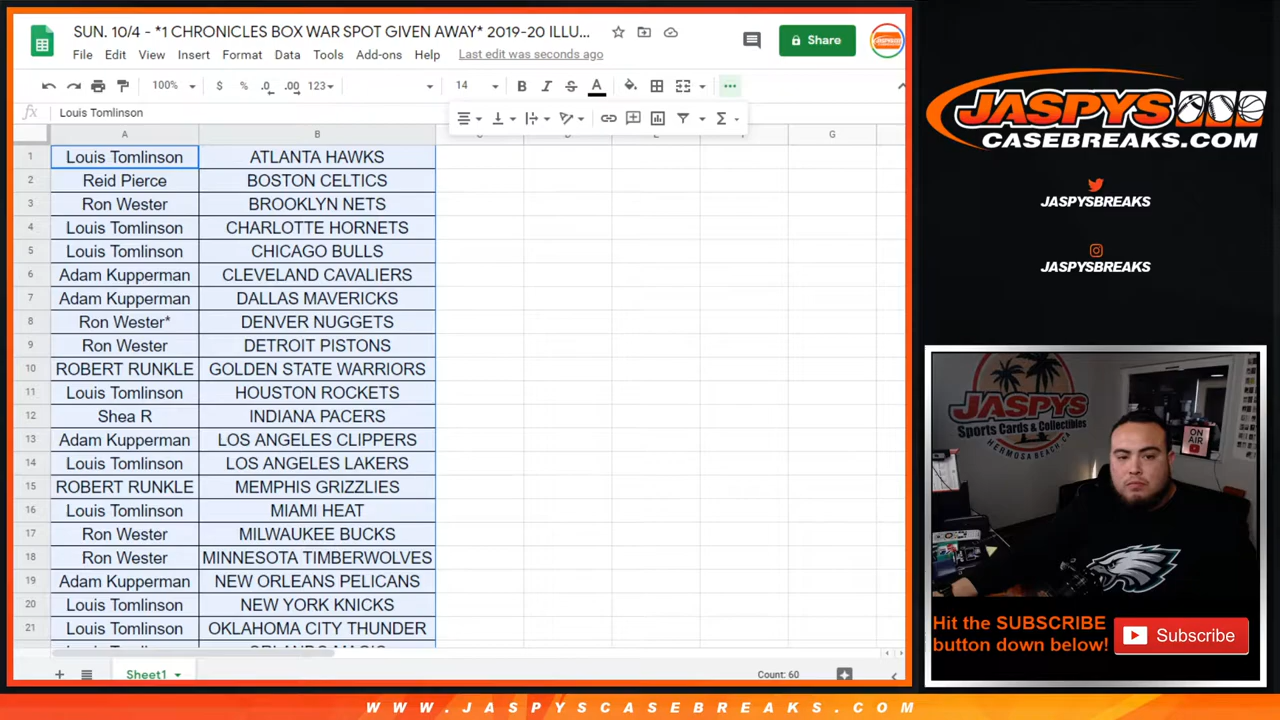 SUN. 10/4 - *1 CHRONICLES BOX WAR SPOT GIVEN AWAY* 2019-20 ILLU...
File Edit View Insert Format Data Tools Add-ons Help Last edit was seconds ago
Share
100% $ % .0 .00 123 14 B I S A
fx Louis Tomlinson
G
1 Louis Tomlinson ATLANTA HAWKS
2 Reid Pierce BOSTON CELTICS
3 Ron Wester BROOKLYN NETS
4 Louis Tomlinson CHARLOTTE HORNETS
5 Louis Tomlinson CHICAGO BULLS
6 Adam Kupperman CLEVELAND CAVALIERS
7 Adam Kupperman DALLAS MAVERICKS
8 Ron Wester* DENVER NUGGETS
9 Ron Wester DETROIT PISTONS
10 ROBERT RUNKLE GOLDEN STATE WARRIORS
11 Louis Tomlinson HOUSTON ROCKETS
12 Shea R INDIANA PACERS
13 Adam Kupperman LOS ANGELES CLIPPERS
14 Louis Tomlinson LOS ANGELES LAKERS
15 ROBERT RUNKLE MEMPHIS GRIZZLIES
16 Louis Tomlinson MIAMI HEAT
17 Ron Wester MILWAUKEE BUCKS
18 Ron Wester MINNESOTA TIMBERWOLVES
19 Adam Kupperman NEW ORLEANS PELICANS
20 Louis Tomlinson NEW YORK KNICKS
21 Louis Tomlinson OKLAHOMA CITY THUNDER
Sheet1
Count: 60
JASPYS
CASEBREAKS.COM
JASPYSBREAKS
JASPYSBREAKS
JASPYS
Sports Cards & Collectibles
HERMOSA BEACH, CA
ON AIR
Hit the SUBSCRIBE
button down below!
Subscribe
WWW.JASPYSCASEBREAKS.COM